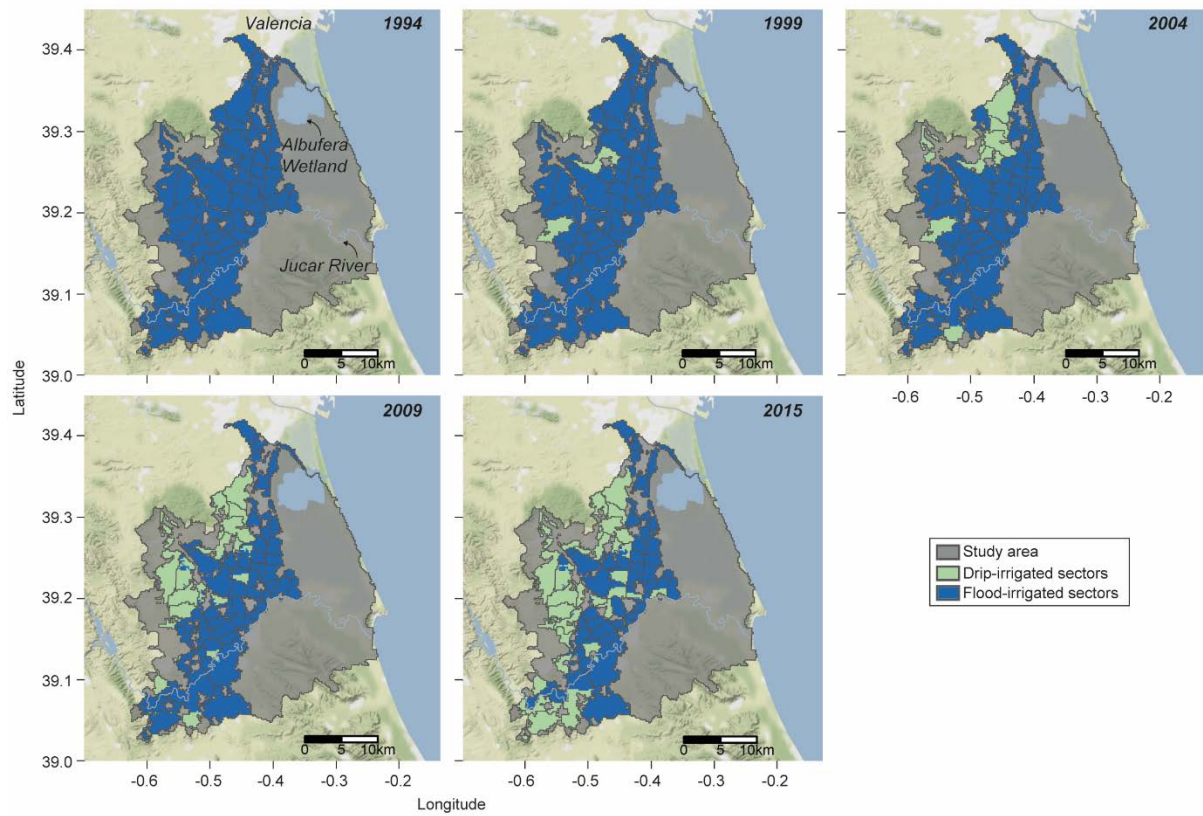 Valencia
1994
1999
2004
39.4
39.3
39.2
39.1
39.0
Albufera
Wetland
Jucar River
0 5 10km
0 5 10km
0 5 10km
-0.6 -0.5 -0.4 -0.3 -0.2
Latitude
2009
2015
39.4
39.3
39.2
39.1
39.0
0 5 10km
0 5 10km
-0.6 -0.5 -0.4 -0.3 -0.2
-0.6 -0.5 -0.4 -0.3 -0.2
Longitude
Study area
Drip-irrigated sectors
Flood-irrigated sectors